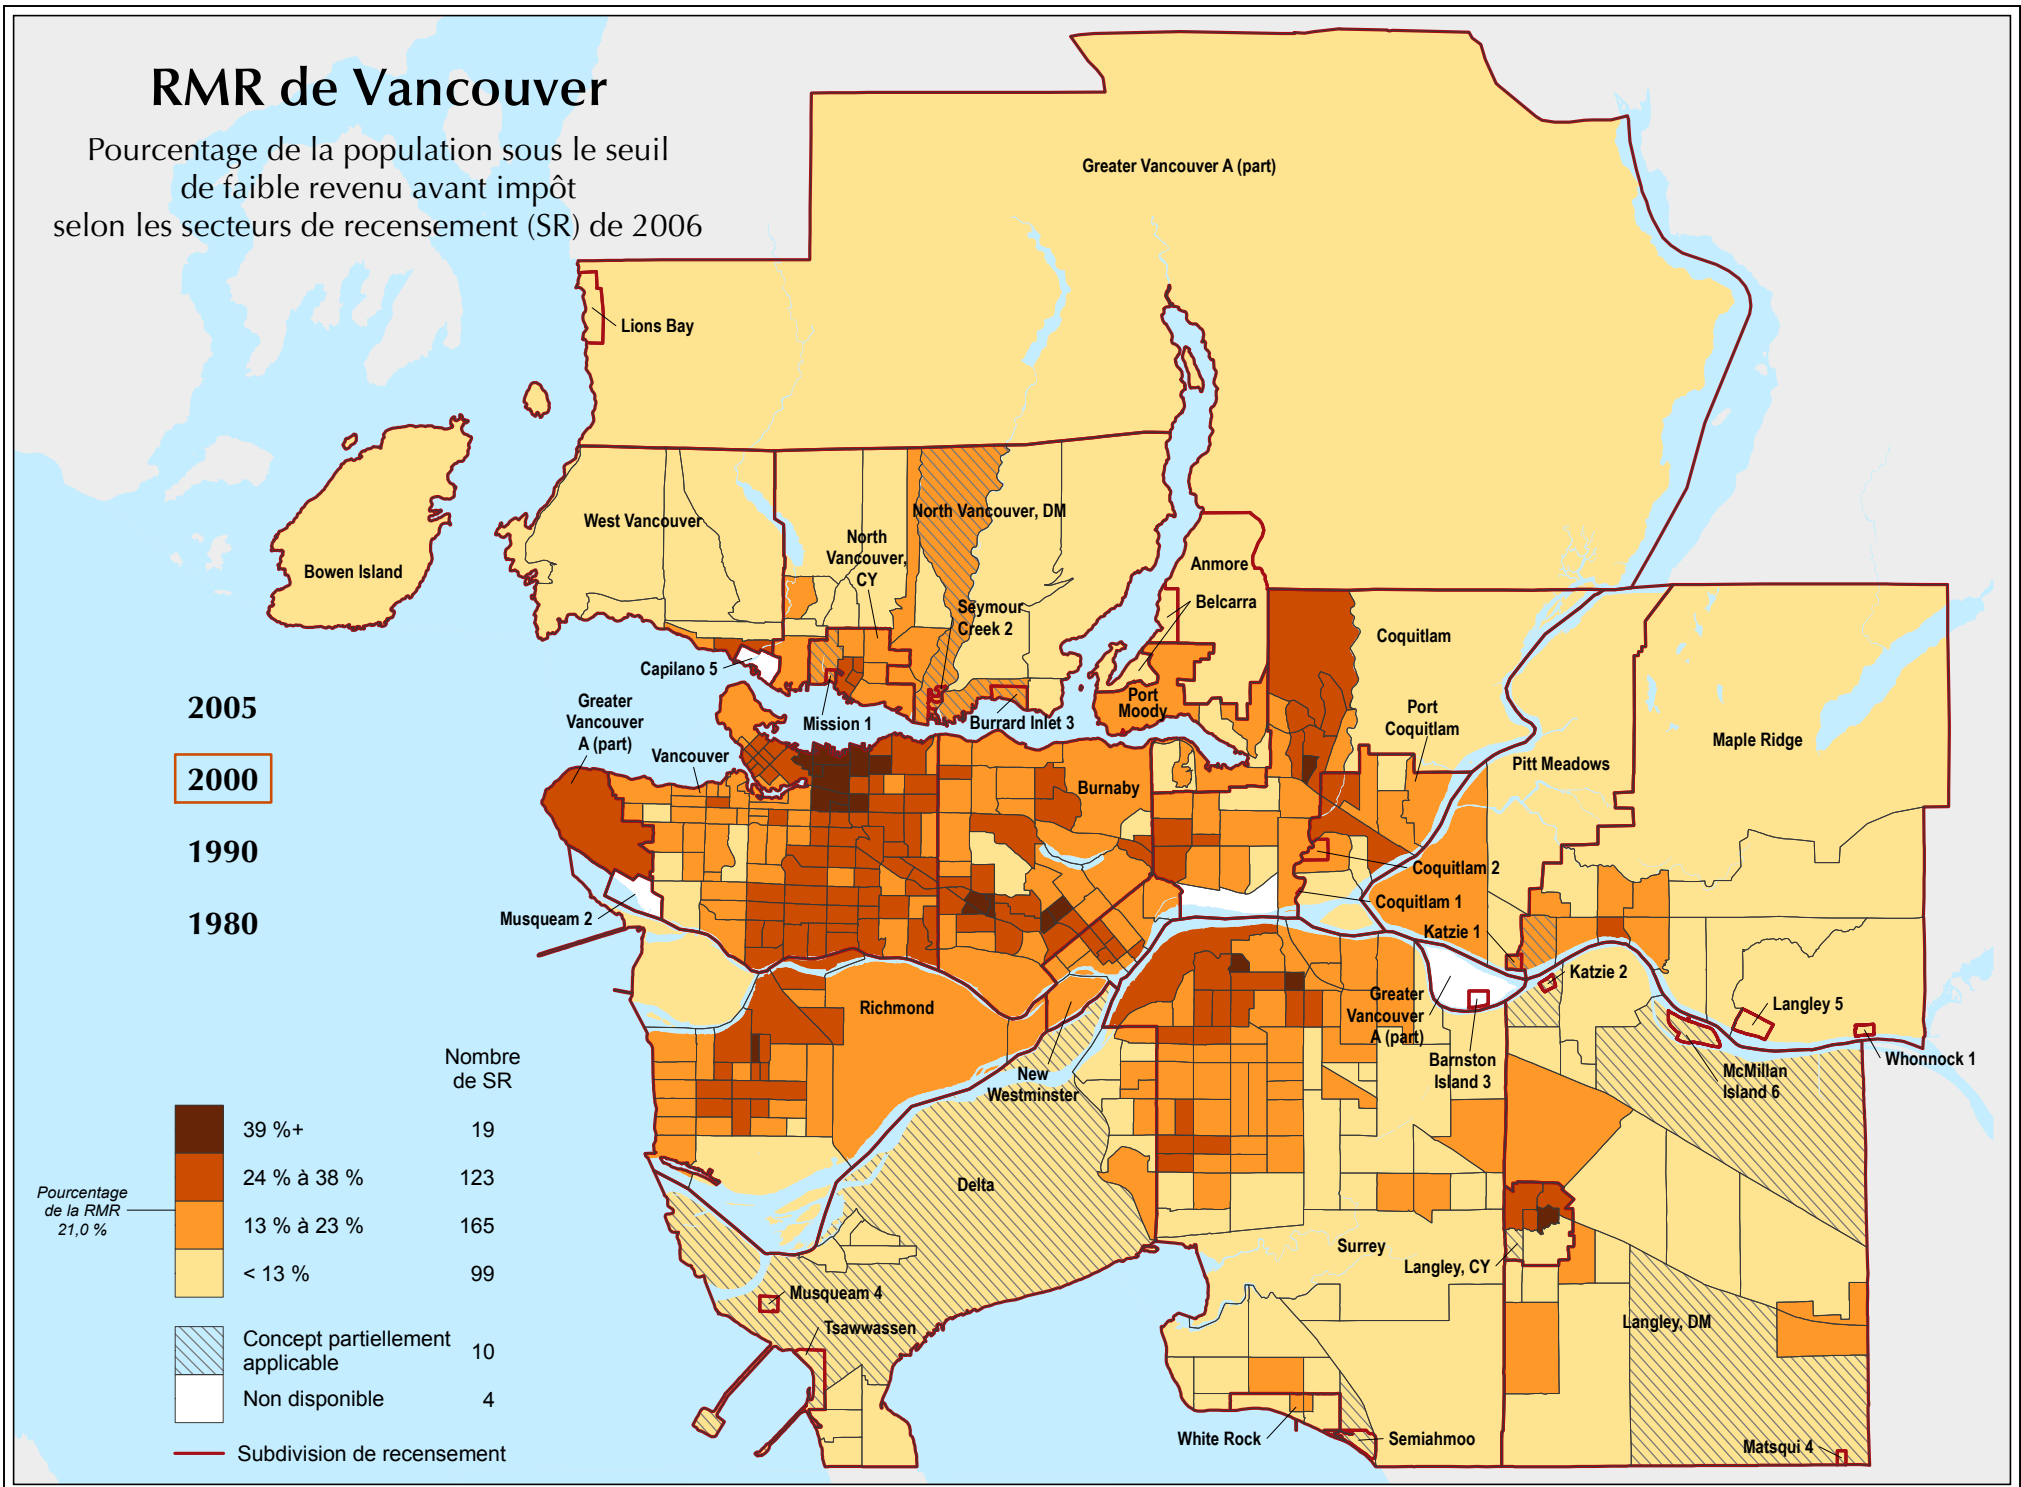 RMR de Vancouver
Pourcentage de la population sous le seuil
de faible revenu avant impôt
selon les secteurs de recensement (SR) de 2006
Greater Vancouver A (part)
Lions Bay
Bowen Island
West Vancouver
North
Vancouver,
CY
North Vancouver, DM
Seymour
Creek 2
Anmore
Belcarra
Coquitlam
Capilano 5
Mission 1
Burrard Inlet 3
Port
Moody
Port
Coquitlam
Greater
Vancouver
A (part)
Vancouver
Burnaby
Pitt Meadows
Maple Ridge
2005
2000
1990
1980
Musqueam 2
Coquitlam 2
Coquitlam 1
Katzie 1
Katzie 2
Richmond
Greater
Vancouver
A (part)
Barnston
Island 3
Langley 5
Whonnock 1
McMillan
Island 6
New
Westminster
Delta
Surrey
Langley, CY
Langley, DM
Musqueam 4
Tsawwassen
White Rock
Semiahmoo
Matsqui 4
Nombre
de SR
39 %+ 19
24 % à 38 % 123
Pourcentage
de la RMR
21,0 %
13 % à 23 % 165
< 13 % 99
Concept partiellement
applicable 10
Non disponible 4
Subdivision de recensement